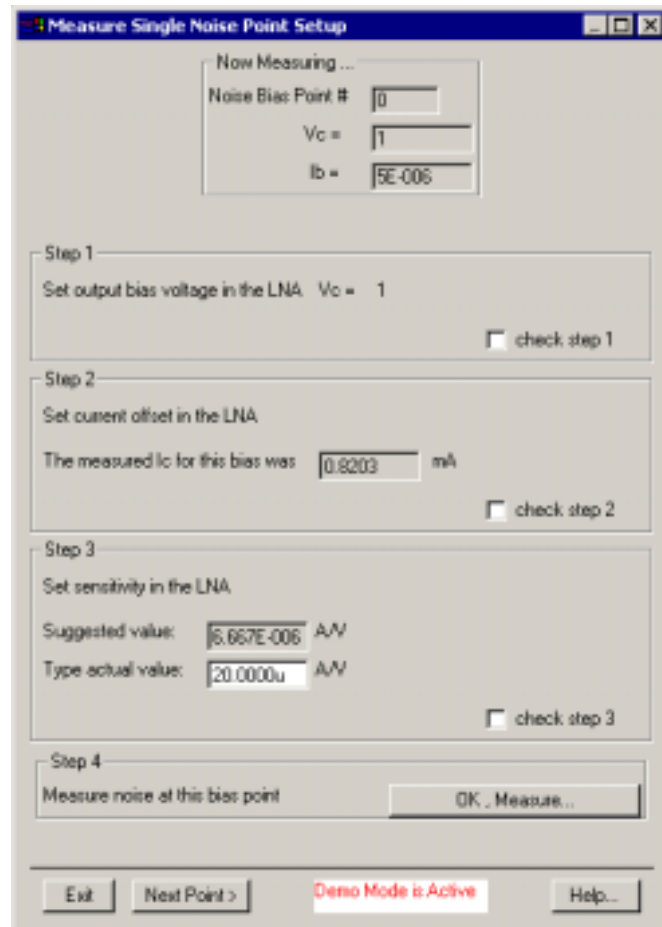 Measure Single Noise Point Setup
Now Measuring ...
Noise Bias Point # 0
Vc = 1
Ib = 5E-006
Step 1
Set output bias voltage in the LNA Vc = 1
check step 1
Step 2
Set current offset in the LNA
The measured Ic for this bias was 0.8203 mA
check step 2
Step 3
Set sensitivity in the LNA
Suggested value: 6.667E-006 A/V
Type actual value: 20.0000u A/V
check step 3
Step 4
Measure noise at this bias point OK , Measure...
Exit Next Point > Demo Mode is Active Help...